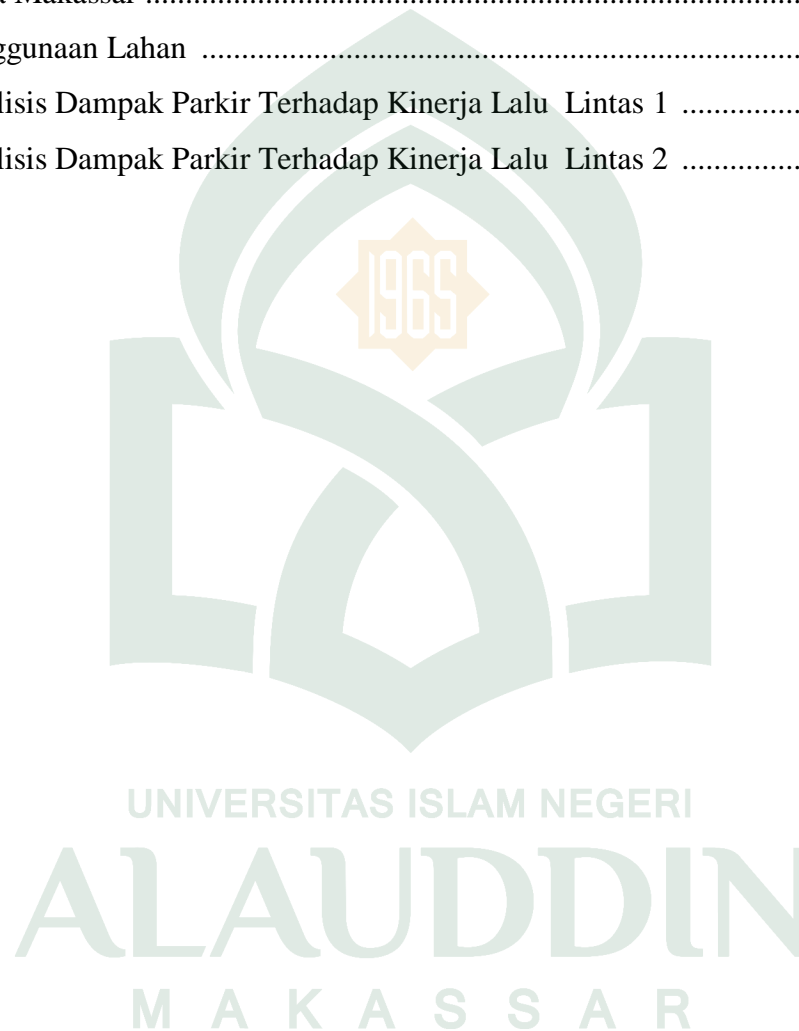 Makassar ................................................................................
ggunaan Lahan ................................................................................
lisis Dampak Parkir Terhadap Kinerja Lalu Lintas 1 ...............
lisis Dampak Parkir Terhadap Kinerja Lalu Lintas 2 ...............
1965
UNIVERSITAS ISLAM NEGERI
ALAUDDIN
MAKASSAR